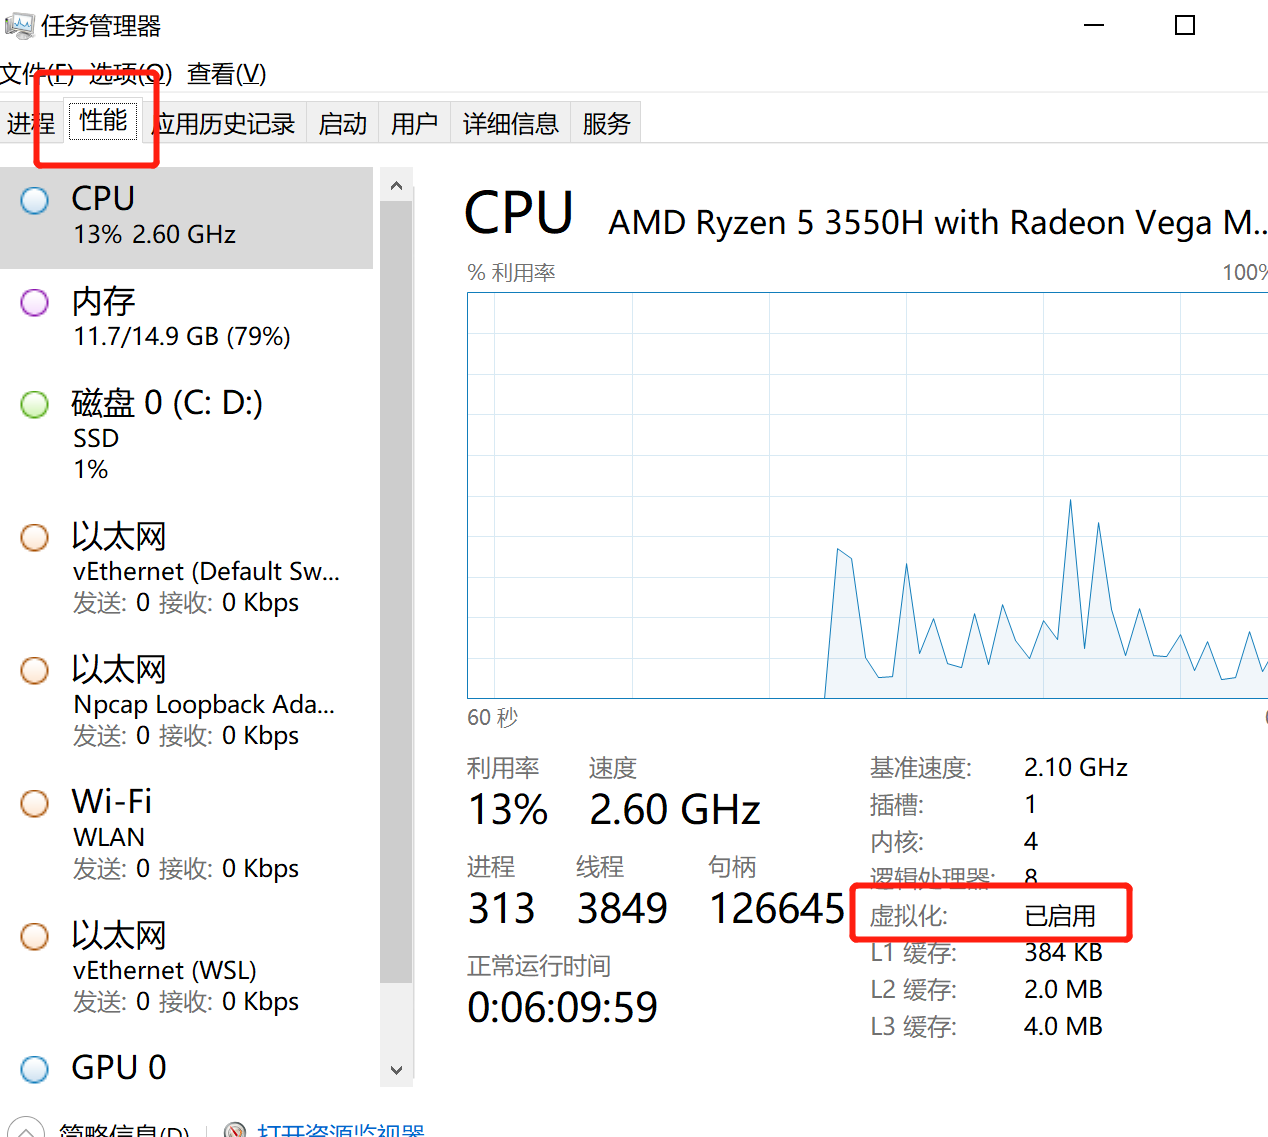 任务管理器
文件(F) 选项(O) 查看(V)
进程 性能 应用历史记录 启动 用户 详细信息 服务
CPU
13% 2.60 GHz
内存
11.7/14.9 GB (79%)
磁盘 0 (C: D:)
SSD
1%
以太网
vEthernet (Default Sw...
发送: 0 接收: 0 Kbps
以太网
Npcap Loopback Ada...
发送: 0 接收: 0 Kbps
Wi-Fi
WLAN
发送: 0 接收: 0 Kbps
以太网
vEthernet (WSL)
发送: 0 接收: 0 Kbps
GPU 0
CPU AMD Ryzen 5 3550H with Radeon Vega M...
% 利用率 100%
60 秒
利用率 速度
13% 2.60 GHz
进程 线程 句柄
313 3849 126645
正常运行时间
0:06:09:59
基准速度: 2.10 GHz
插槽: 1
内核: 4
逻辑处理器: 8
虚拟化: 已启用
L1 缓存: 384 KB
L2 缓存: 2.0 MB
L3 缓存: 4.0 MB
简略信息(D) 打开资源监视器